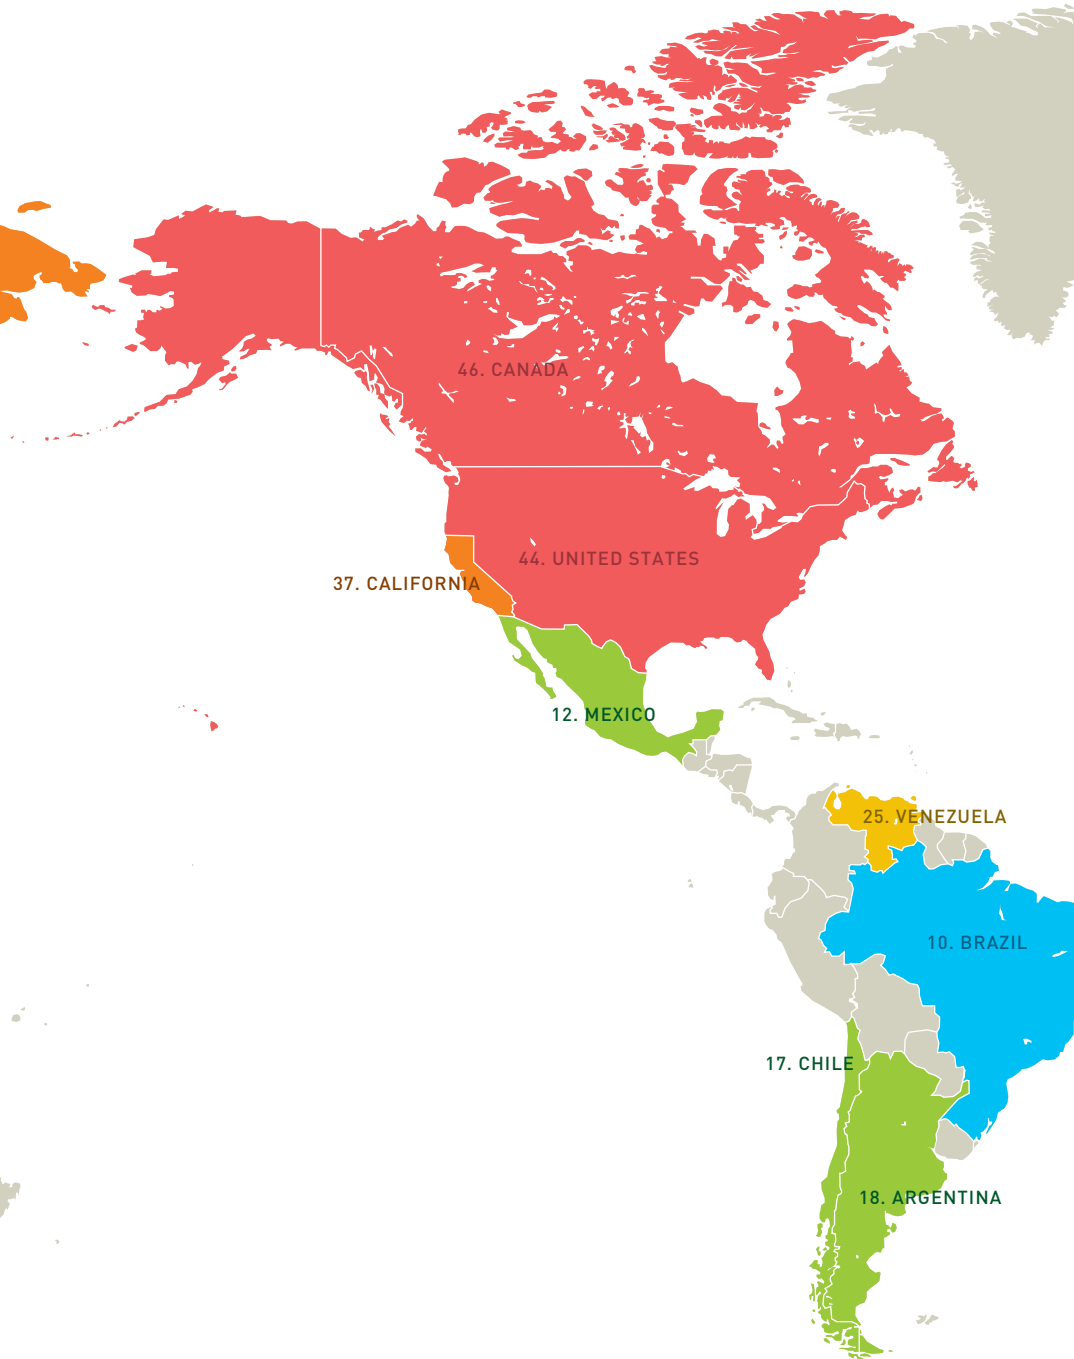 46. CANADA
44. UNITED STATES
37. CALIFORNIA
12. MEXICO
25. VENEZUELA
10. BRAZIL
17. CHILE
18. ARGENTINA